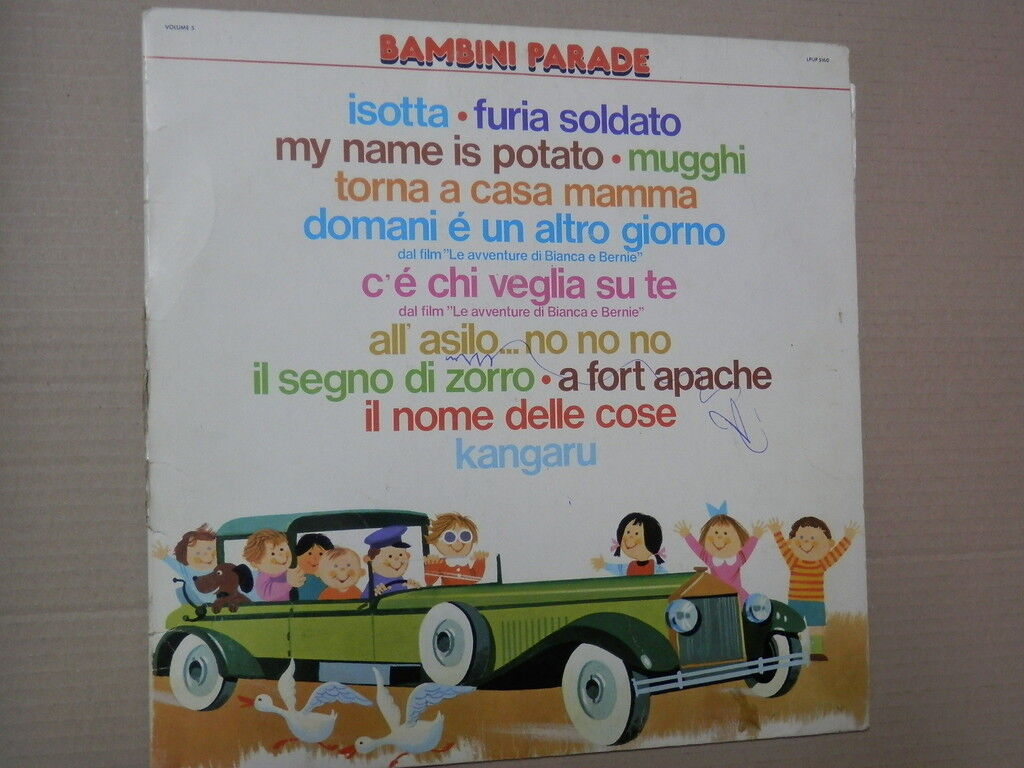 VOLUME 5
BAMBINI PARADE
LPUP 5160
isotta • furia soldato
my name is potato • mugghi
torna a casa mamma
domani é un altro giorno
dal film "Le avventure di Bianca e Bernie"
c'é chi veglia su te
dal film "Le avventure di Bianca e Bernie"
all' asilo... no no no
il segno di zorro • a fort apache
il nome delle cose
kangaru